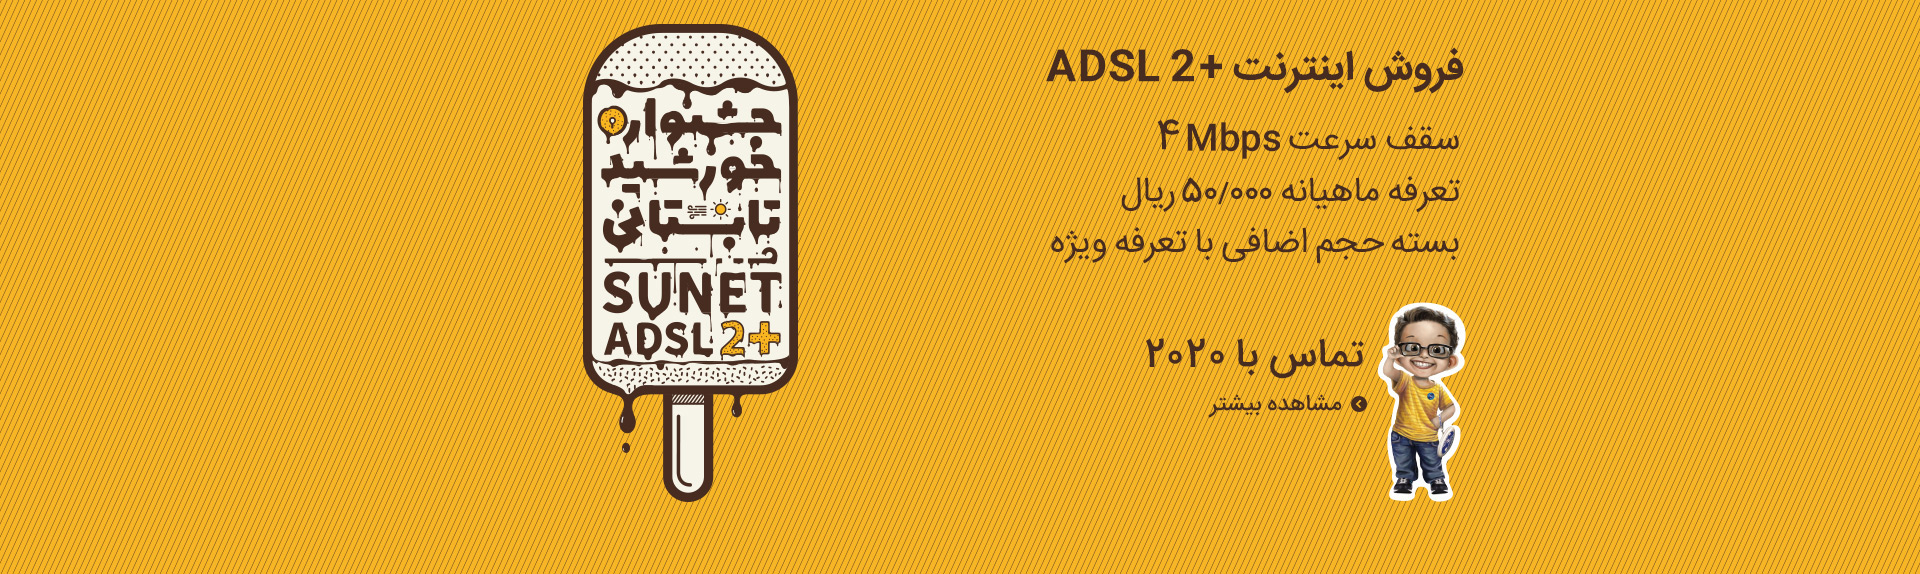 فروش اینترنت ADSL 2+
سقف سرعت ۴ Mbps
تعرفه ماهیانه ۵۰/۰۰۰ ریال
بسته حجم اضافی با تعرفه ویژه
تماس با ۲۰۲۰
مشاهده بیشتر
جشنواره
خورشید
تابستانی
SUNET
ADSL 2+